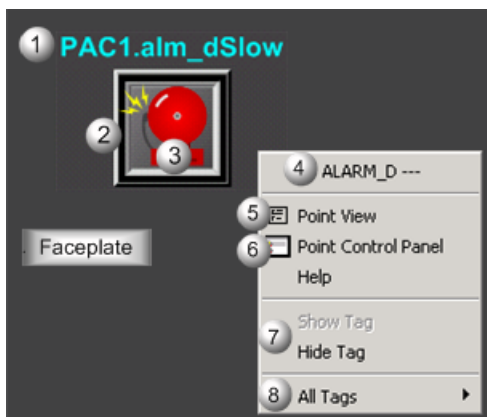 1 PAC1.alm_dSlow
2
3
4 ALARM_D ---
5 Point View
6 Point Control Panel
Help
. Faceplate
Show Tag
7
Hide Tag
8 All Tags